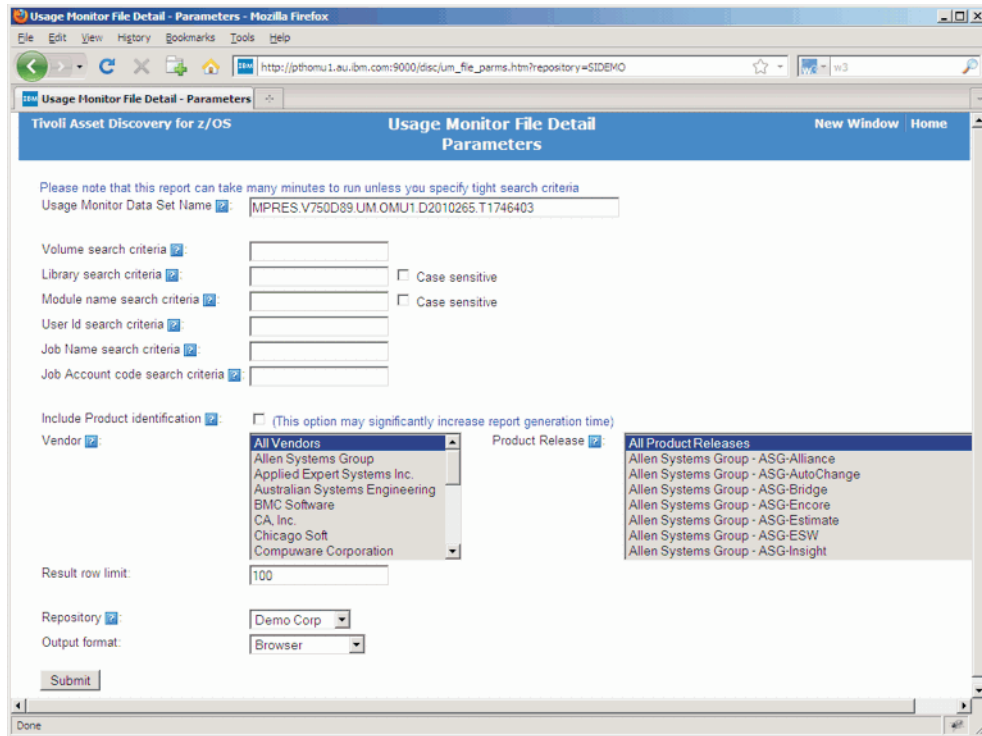 Usage Monitor File Detail - Parameters - Mozilla Firefox
File Edit View History Bookmarks Tools Help
IBM http://pthomu1.au.ibm.com:9000/disc/um_file_parms.htm?repository=SIDEMO w3
IBM Usage Monitor File Detail - Parameters
Tivoli Asset Discovery for z/OS Usage Monitor File Detail New Window Home
Parameters
Please note that this report can take many minutes to run unless you specify tight search criteria
Usage Monitor Data Set Name ?: MPRES.V750D89.UM.OMU1.D2010265.T1746403
Volume search criteria ?:
Library search criteria ?: Case sensitive
Module name search criteria ?: Case sensitive
User Id search criteria ?:
Job Name search criteria ?:
Job Account code search criteria ?:
Include Product identification ?: (This option may significantly increase report generation time)
Vendor ?: All Vendors Product Release ?: All Product Releases
Allen Systems Group Allen Systems Group - ASG-Alliance
Applied Expert Systems Inc. Allen Systems Group - ASG-AutoChange
Australian Systems Engineering Allen Systems Group - ASG-Bridge
BMC Software Allen Systems Group - ASG-Encore
CA, Inc. Allen Systems Group - ASG-Estimate
Chicago Soft Allen Systems Group - ASG-ESW
Compuware Corporation Allen Systems Group - ASG-Insight
Result row limit: 100
Repository ?: Demo Corp
Output format: Browser
Submit
Done